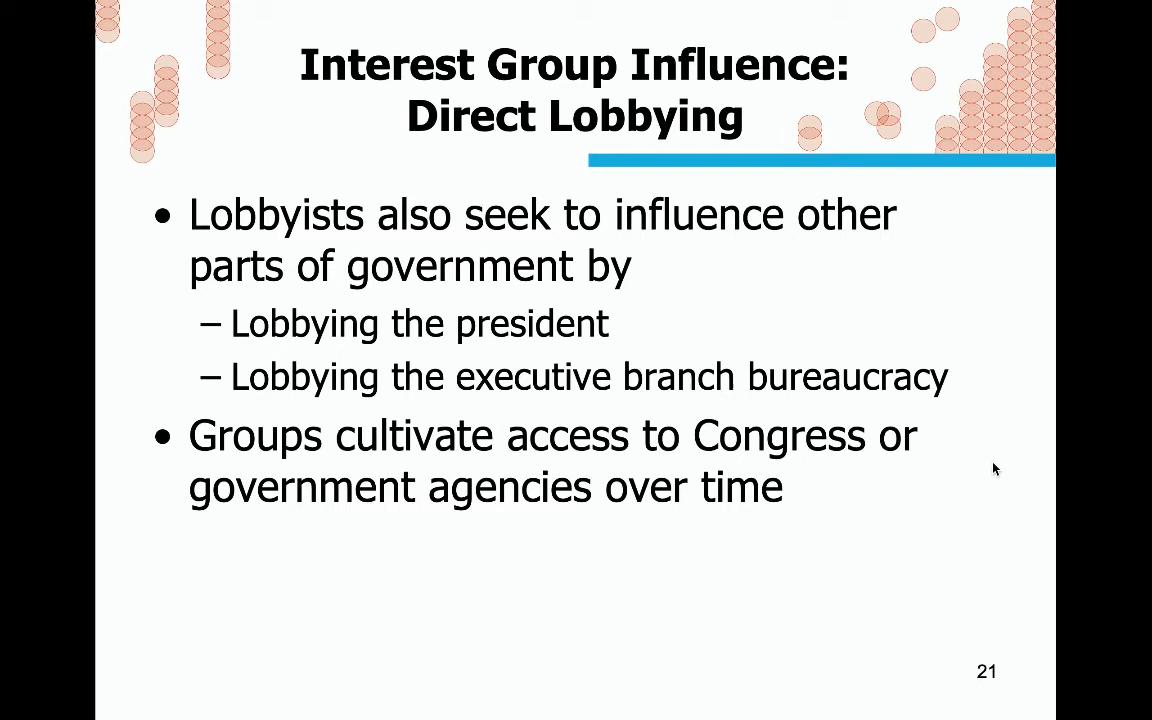 Interest Group Influence:
Direct Lobbying
• Lobbyists also seek to influence other
parts of government by
– Lobbying the president
– Lobbying the executive branch bureaucracy
• Groups cultivate access to Congress or
government agencies over time
21